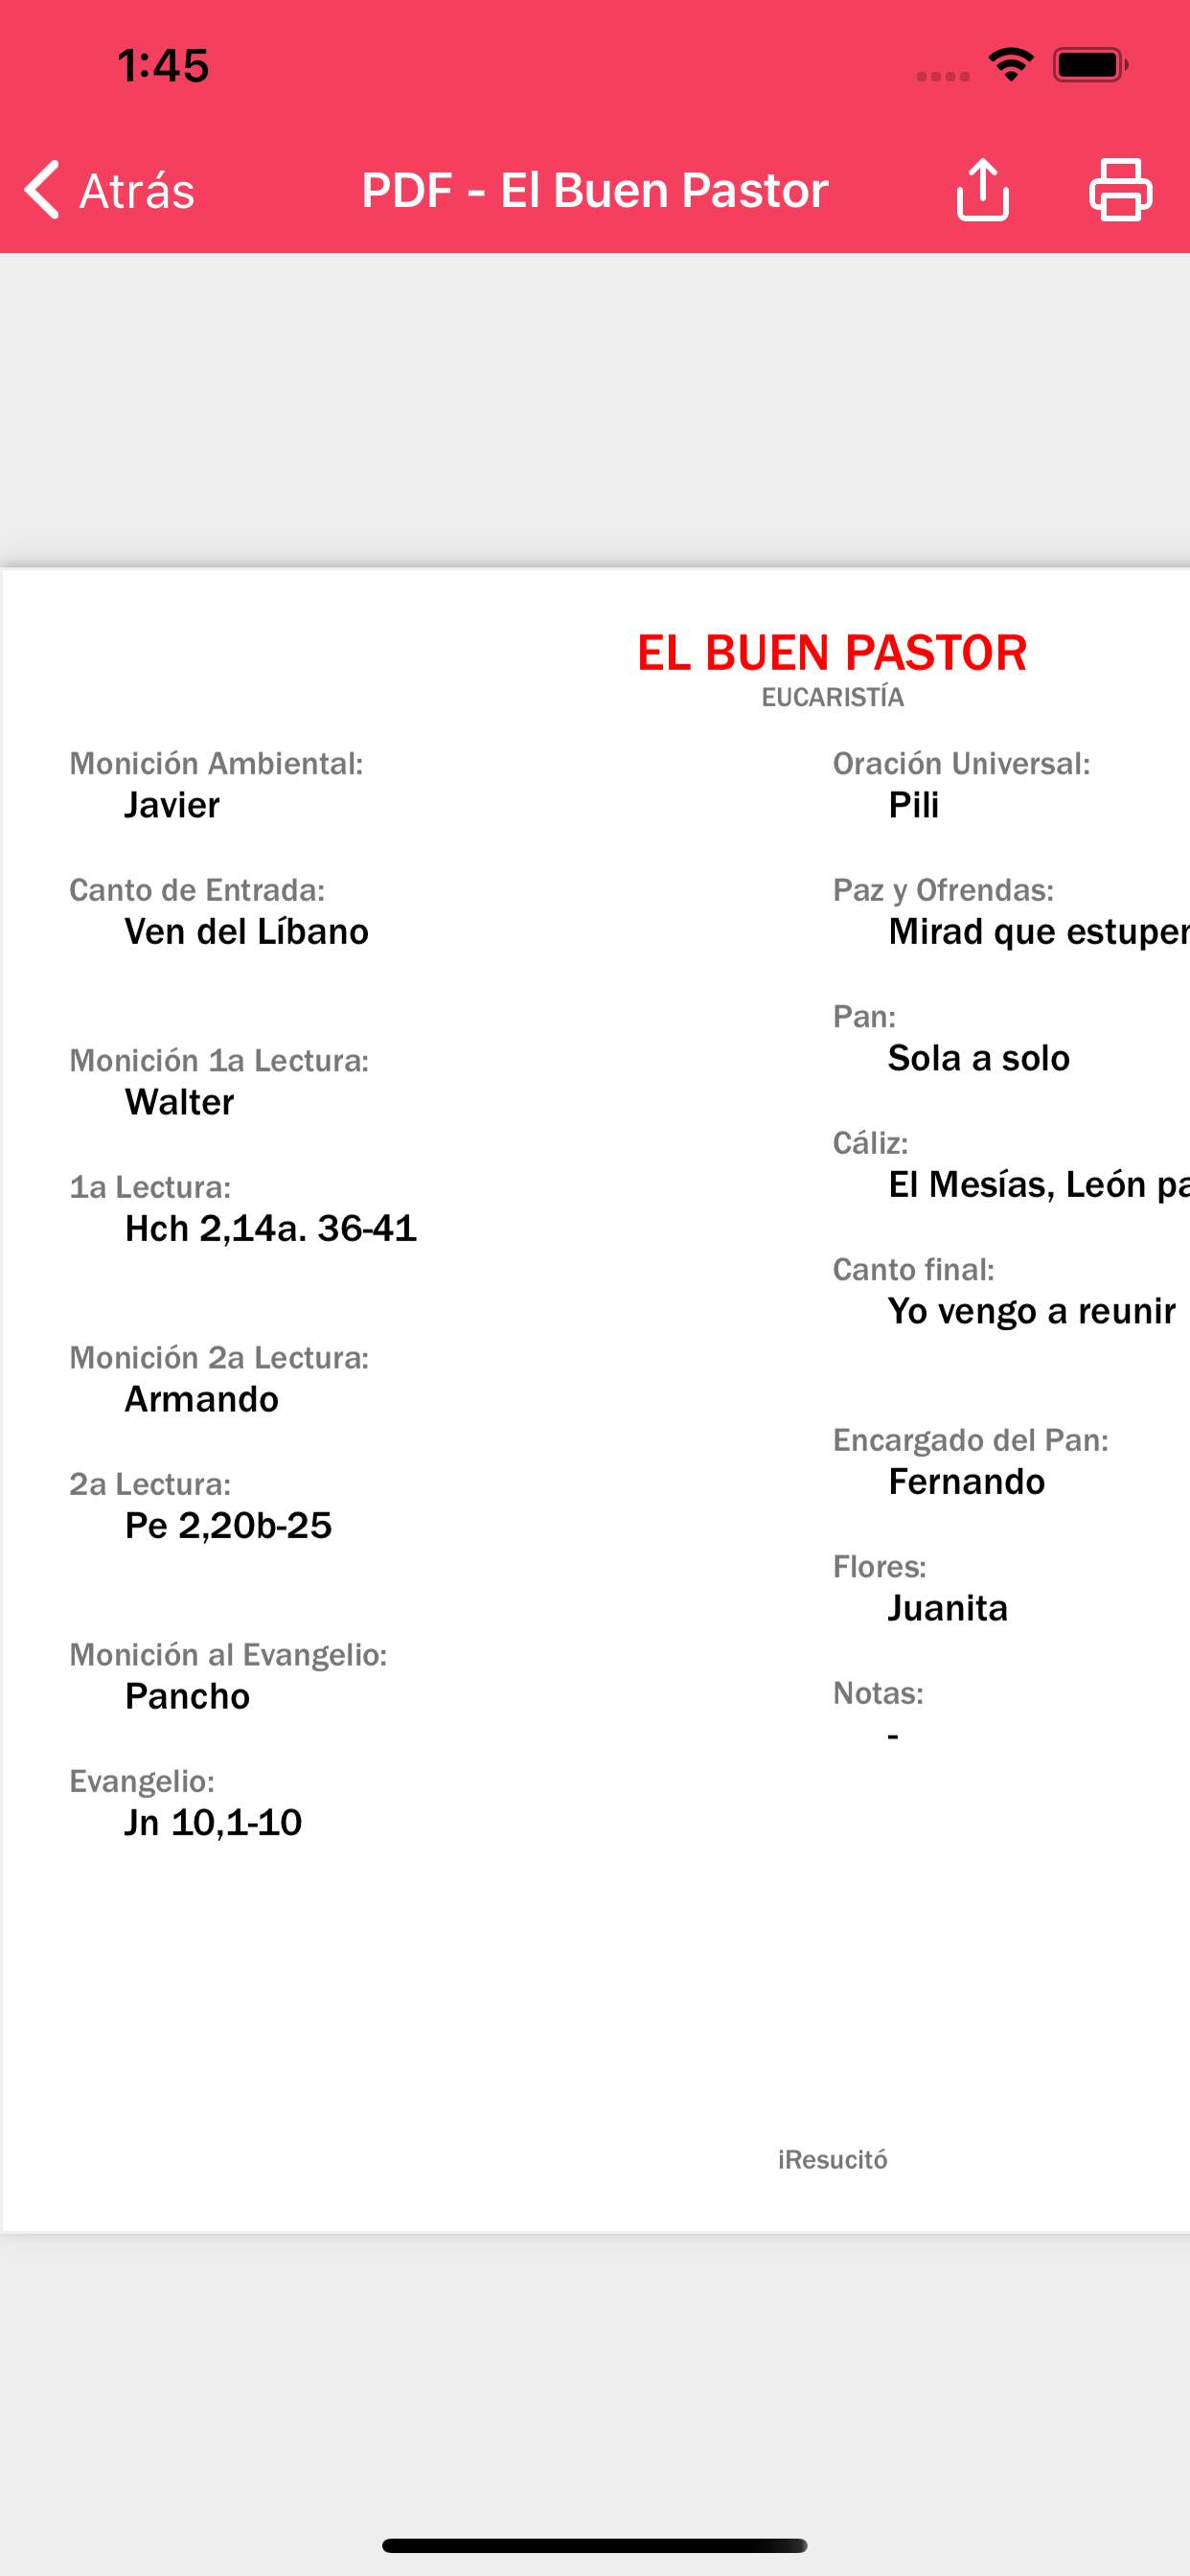 1:45
Atrás
PDF - El Buen Pastor
EL BUEN PASTOR
EUCARISTÍA
Monición Ambiental:
Javier
Canto de Entrada:
Ven del Líbano
Monición 1a Lectura:
Walter
1a Lectura:
Hch 2,14a. 36-41
Monición 2a Lectura:
Armando
2a Lectura:
Pe 2,20b-25
Monición al Evangelio:
Pancho
Evangelio:
Jn 10,1-10
Oración Universal:
Pili
Paz y Ofrendas:
Mirad que
Pan:
Sola a solo
Cáliz:
El Mesías, León
Canto final:
Yo vengo a reunir
Encargado del Pan:
Fernando
Flores:
Juanita
Notas:
-
iResucitó